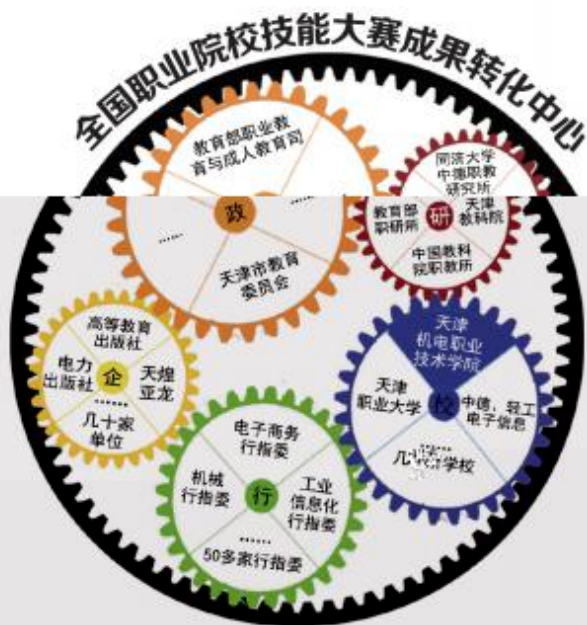 全国职业院校技能大赛成果转化中心
教育部职业教
育与成人教育司
政
……
……
天津市教育
委员会
同济大学
中德职教
研究所
教育部
职研所
研
天津
教科院
中国教科
院职教所
高等教育
出版社
电力
出版社
企
天煌
亚龙
……
几十家
单位
天津
机电职业
技术学院
天津
职业大学
校
中德、轻工
电子信息
……
学校
电子商务
行指委
机械
行指委
行
工业
信息化
行指委
……
50多家行指委